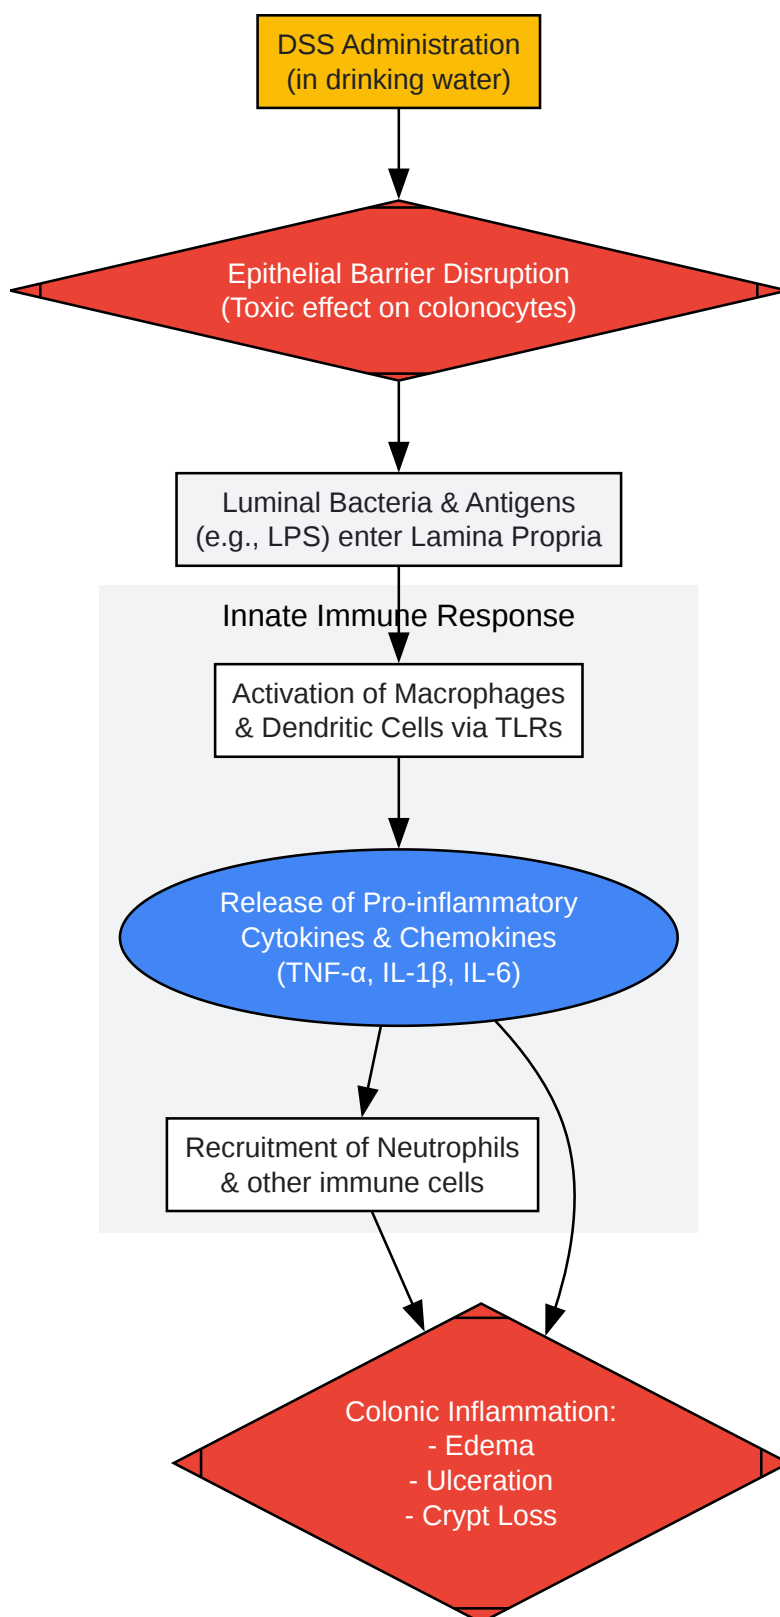 DSS Administration
(in drinking water)
Epithelial Barrier Disruption
(Toxic effect on colonocytes)
Luminal Bacteria & Antigens
(e.g., LPS) enter Lamina Propria
Innate Immune Response
Activation of Macrophages
& Dendritic Cells via TLRs
Release of Pro-inflammatory
Cytokines & Chemokines
(TNF-α, IL-1β, IL-6)
Recruitment of Neutrophils
& other immune cells
Colonic Inflammation:
- Edema
- Ulceration
- Crypt Loss